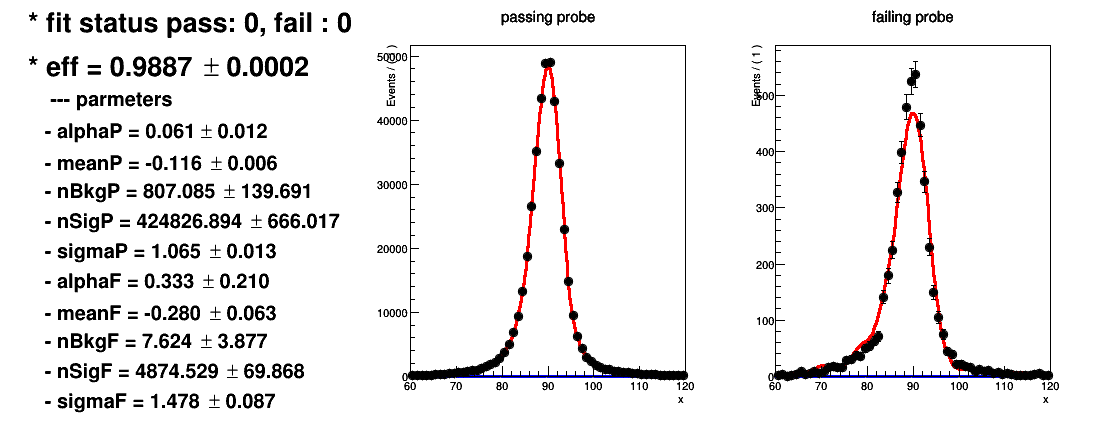 * fit status pass: 0, fail : 0
* eff = 0.9887 ± 0.0002
--- parmeters
- alphaP = 0.061 ± 0.012
- meanP = -0.116 ± 0.006
- nBkgP = 807.085 ± 139.691
- nSigP = 424826.894 ± 666.017
- sigmaP = 1.065 ± 0.013
- alphaF = 0.333 ± 0.210
- meanF = -0.280 ± 0.063
- nBkgF = 7.624 ± 3.877
- nSigF = 4874.529 ± 69.868
- sigmaF = 1.478 ± 0.087
passing probe
Events / ( 1 )
50000
40000
30000
20000
10000
0
60 70 80 90 100 110 120
x
failing probe
Events / ( 1 )
500
400
300
200
100
0
60 70 80 90 100 110 120
x